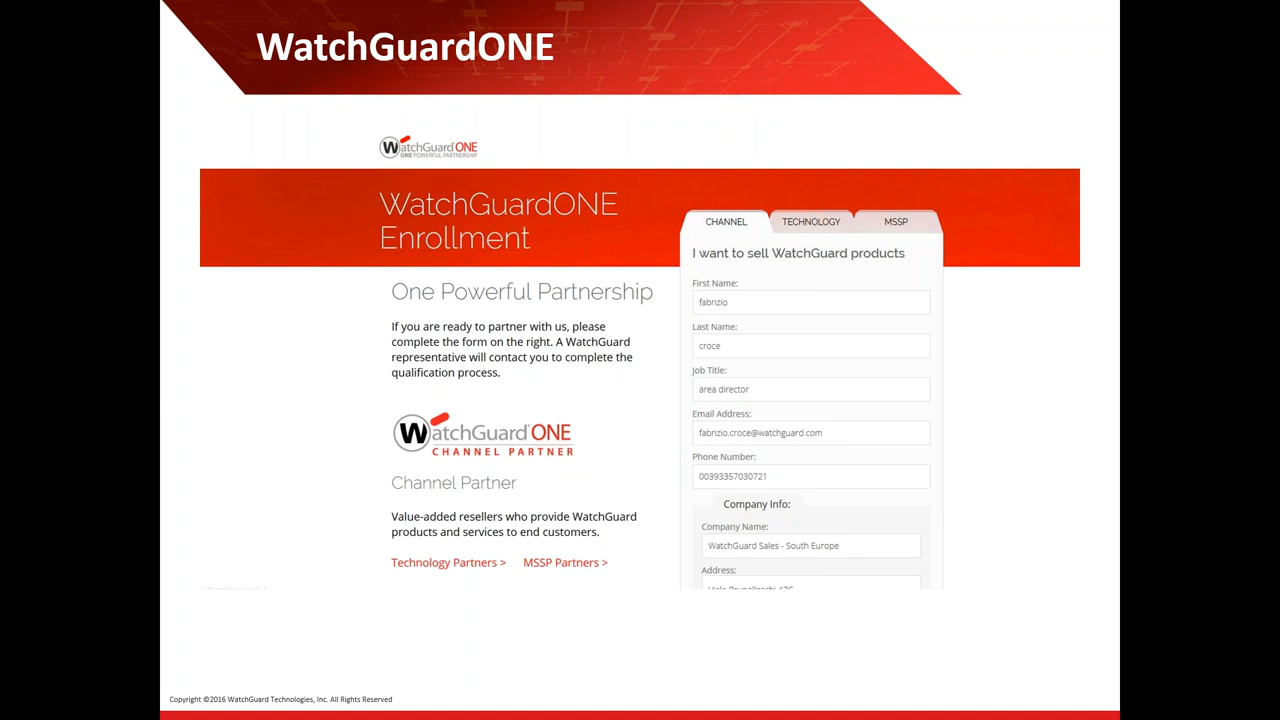 WatchGuardONE
WatchGuard ONE
ONE POWERFUL PARTNERSHIP
WatchGuardONE
Enrollment
CHANNEL TECHNOLOGY MSSP
I want to sell WatchGuard products
One Powerful Partnership
If you are ready to partner with us, please
complete the form on the right. A WatchGuard
representative will contact you to complete the
qualification process.
WatchGuard ONE
CHANNEL PARTNER
Channel Partner
Value-added resellers who provide WatchGuard
products and services to end customers.
Technology Partners > MSSP Partners >
First Name:
fabrizio
Last Name:
croce
Job Title:
area director
Email Address:
fabrizio.croce@watchguard.com
Phone Number:
00393357030721
Company Info:
Company Name:
WatchGuard Sales - South Europe
Address:
Copyright ©2016 WatchGuard Technologies, Inc. All Rights Reserved